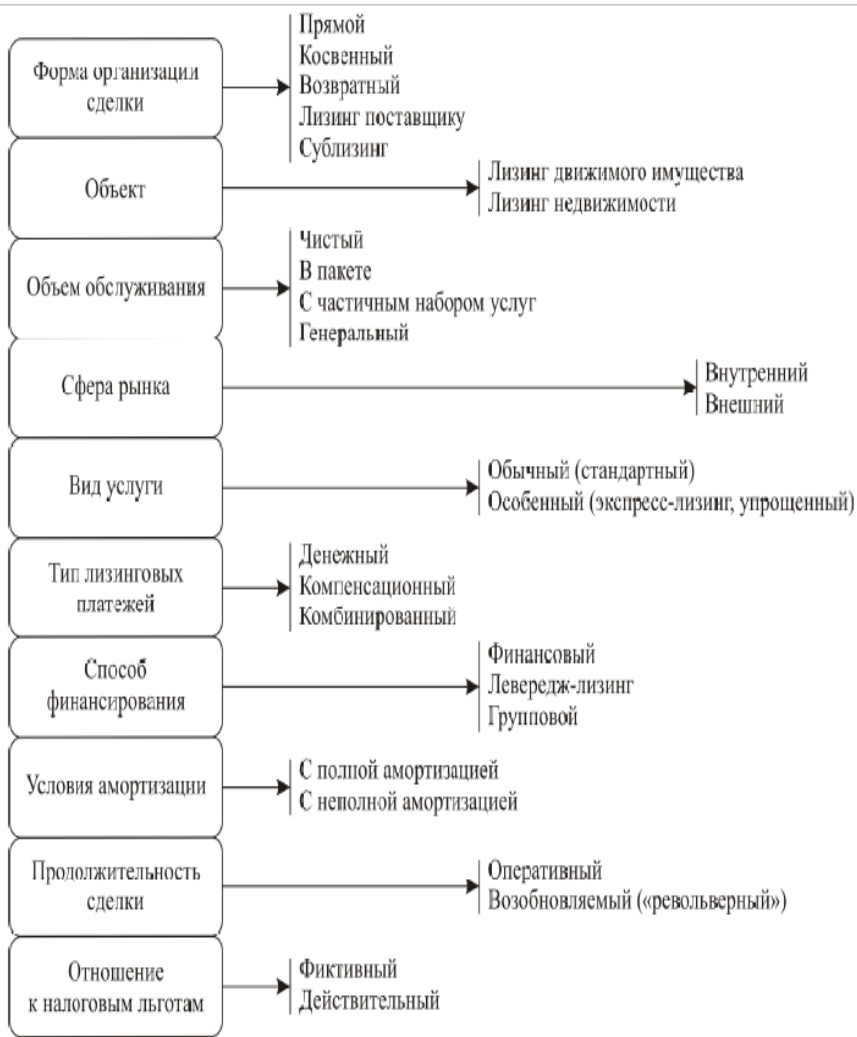 Форма организации
сделки
Прямой
Косвенный
Возвратный
Лизинг поставщику
Сублизинг
Объект
Лизинг движимого имущества
Лизинг недвижимости
Объем обслуживания
Чистый
В пакете
С частичным набором услуг
Генеральный
Сфера рынка
Внутренний
Внешний
Вид услуги
Обычный (стандартный)
Особенный (экспресс-лизинг, упрощенный)
Тип лизинговых
платежей
Денежный
Компенсационный
Комбинированный
Способ
финансирования
Финансовый
Левередж-лизинг
Групповой
Условия амортизации
С полной амортизацией
С неполной амортизацией
Продолжительность
сделки
Оперативный
Возобновляемый («револьверный»)
Отношение
к налоговым льготам
Фиктивный
Действительный